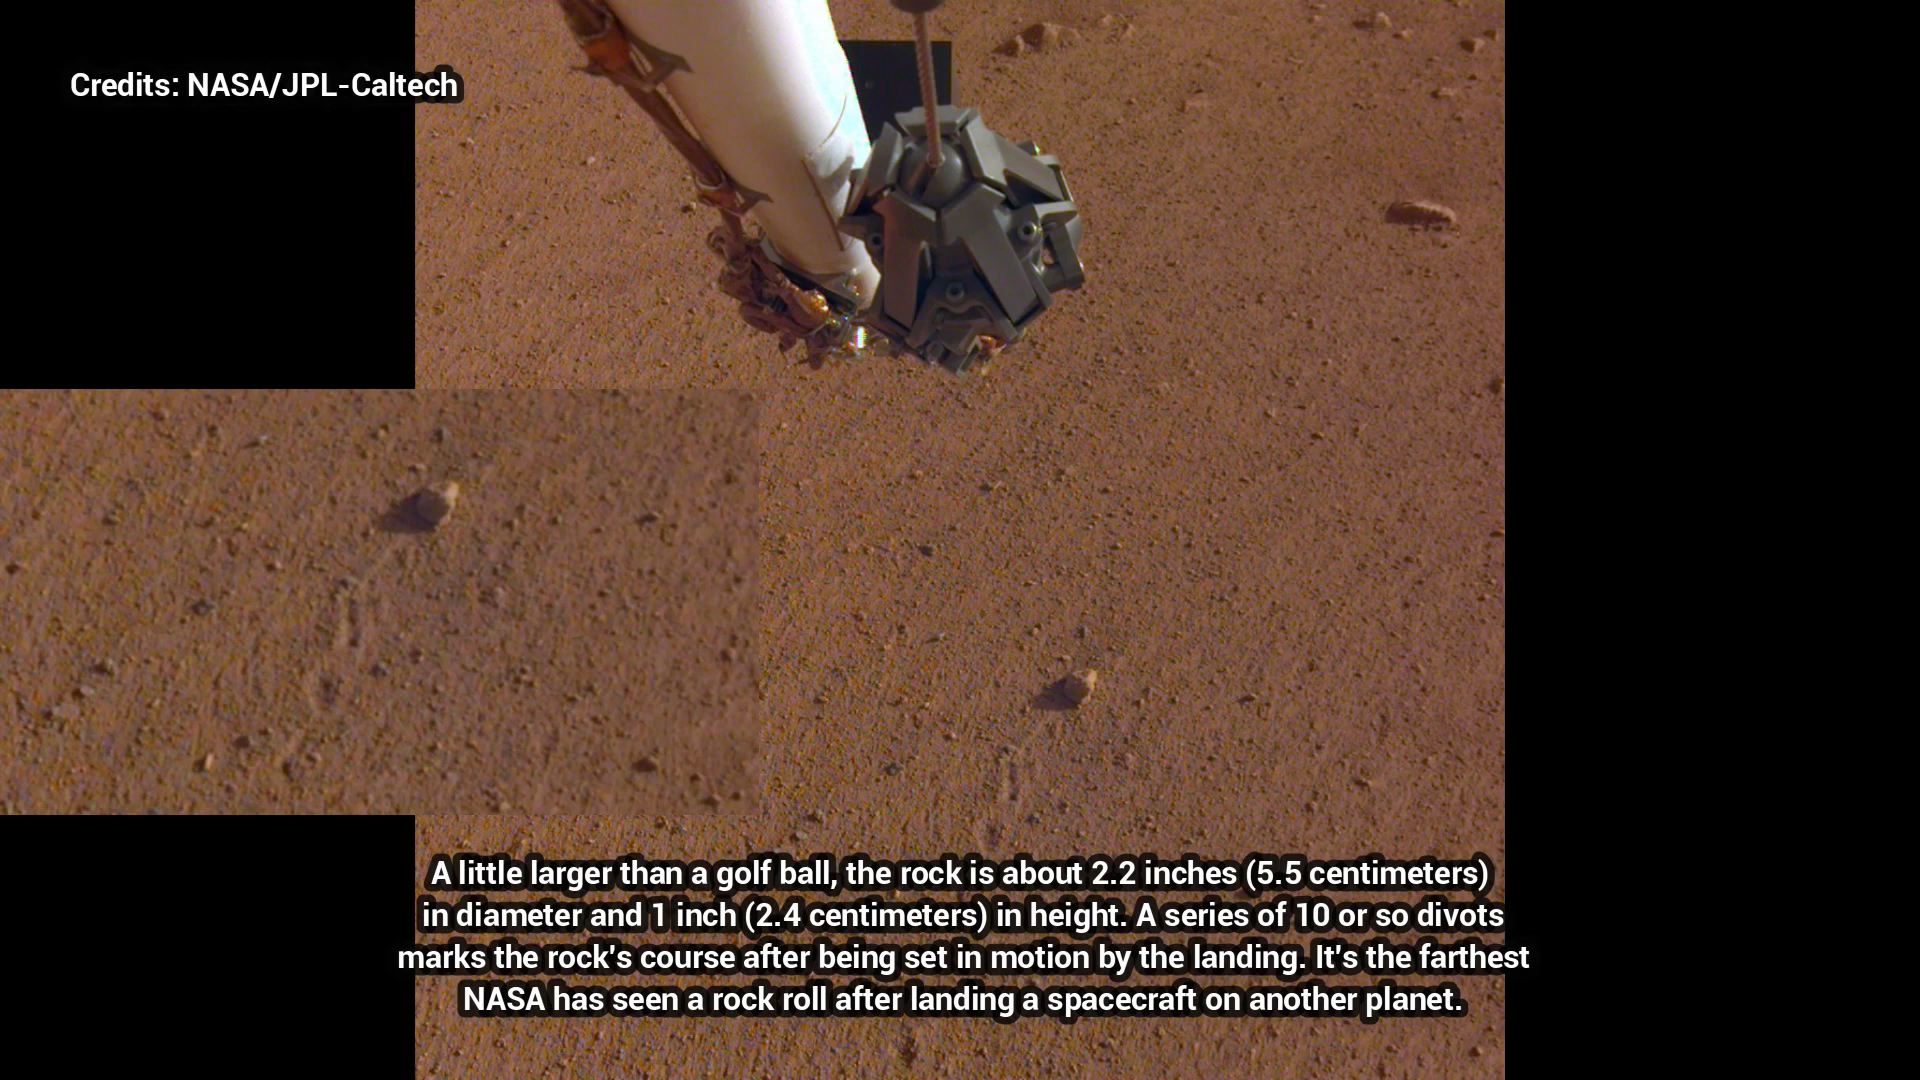 Credits: NASA/JPL-Caltech
A little larger than a golf ball, the rock is about 2.2 inches (5.5 centimeters)
in diameter and 1 inch (2.4 centimeters) in height. A series of 10 or so divots
marks the rock's course after being set in motion by the landing. It's the farthest
NASA has seen a rock roll after landing a spacecraft on another planet.